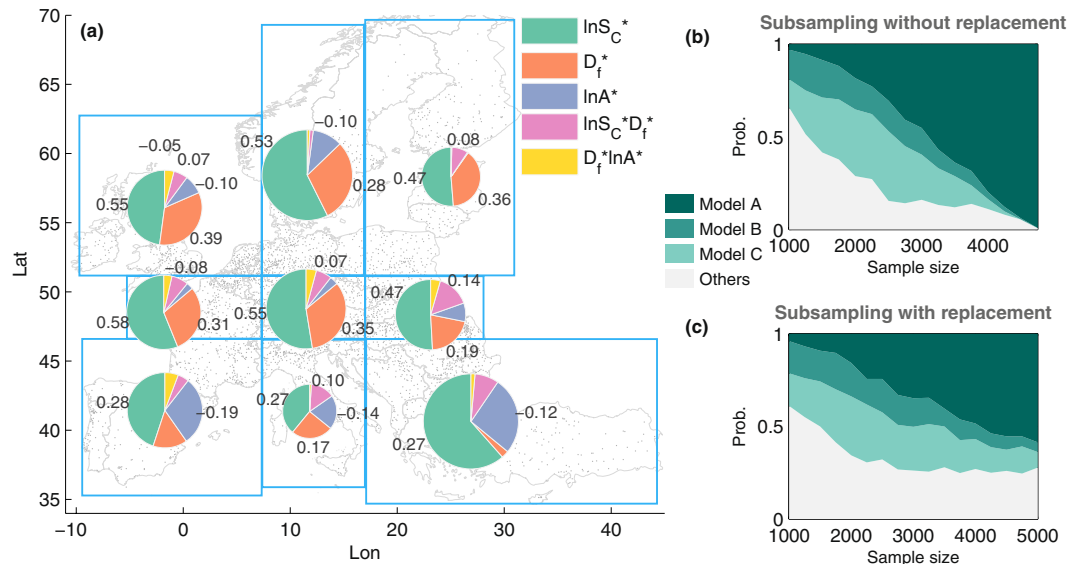 (a)
70
65
60
55
50
45
40
35
Lat
−10
0
10
20
30
40
Lon
lnS_C^*
D_f^*
lnA^*
lnS_C^*D_f^*
D_f^*lnA^*
−0.05
0.07
−0.10
0.55
0.39
0.53
−0.10
0.28
0.08
0.47
0.36
−0.08
0.58
0.31
0.07
0.55
0.35
0.14
0.47
0.19
0.28
−0.19
0.10
0.27
−0.14
0.17
−0.12
0.27
(b)
Subsampling without replacement
1
0.5
0
Prob.
1000
2000
3000
4000
Sample size
Model A
Model B
Model C
Others
(c)
Subsampling with replacement
1
0.5
0
Prob.
1000
2000
3000
4000
5000
Sample size